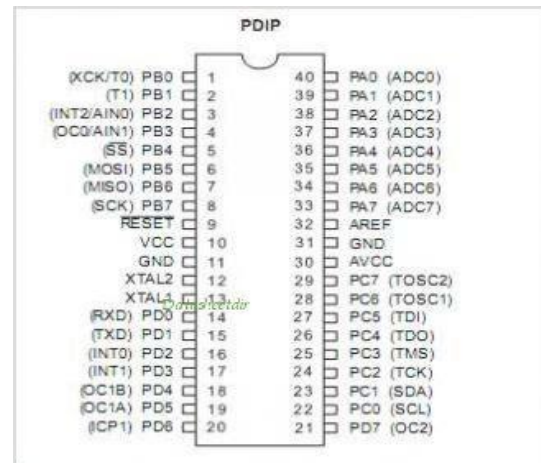 PDIP
(XCK/T0) PB0 1 40 PA0 (ADC0)
(T1) PB1 2 39 PA1 (ADC1)
(INT2/AIN0) PB2 3 38 PA2 (ADC2)
(OC0/AIN1) PB3 4 37 PA3 (ADC3)
(SS) PB4 5 36 PA4 (ADC4)
(MOSI) PB5 6 35 PA5 (ADC5)
(MISO) PB6 7 34 PA6 (ADC6)
(SCK) PB7 8 33 PA7 (ADC7)
RESET 9 32 AREF
VCC 10 31 GND
GND 11 30 AVCC
XTAL2 12 29 PC7 (TOSC2)
XTAL1 13 28 PC6 (TOSC1)
(RXD) PD0 14 27 PC5 (TDI)
(TXD) PD1 15 26 PC4 (TDO)
(INT0) PD2 16 25 PC3 (TMS)
(INT1) PD3 17 24 PC2 (TCK)
(OC1B) PD4 18 23 PC1 (SDA)
(OC1A) PD5 19 22 PC0 (SCL)
(ICP1) PD6 20 21 PD7 (OC2)